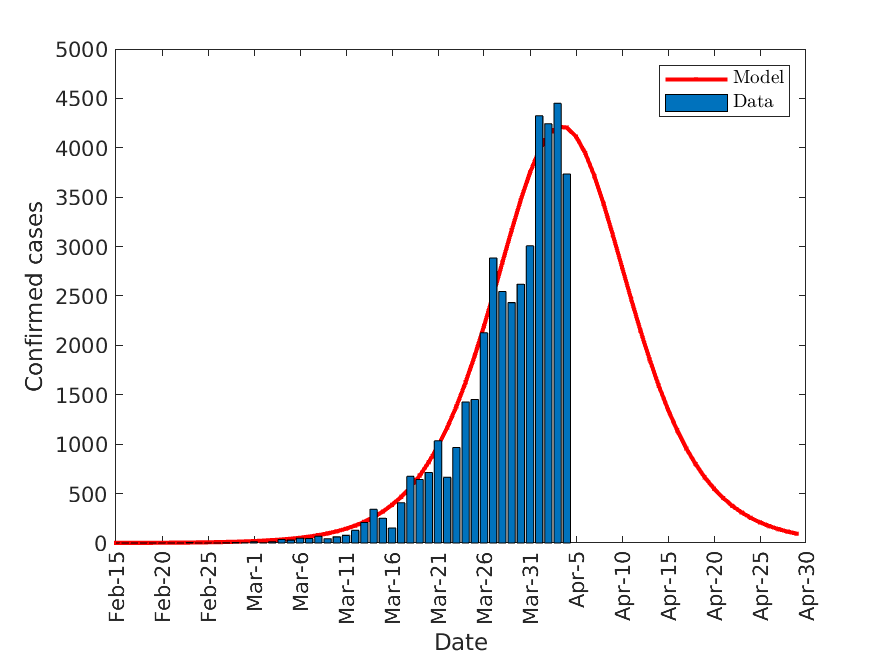 5000
4500
4000
3500
3000
2500
2000
1500
1000
500
0
Confirmed cases
Model
Data
Feb-15
Feb-20
Feb-25
Mar-1
Mar-6
Mar-11
Mar-16
Mar-21
Mar-26
Mar-31
Apr-5
Apr-10
Apr-15
Apr-20
Apr-25
Apr-30
Date